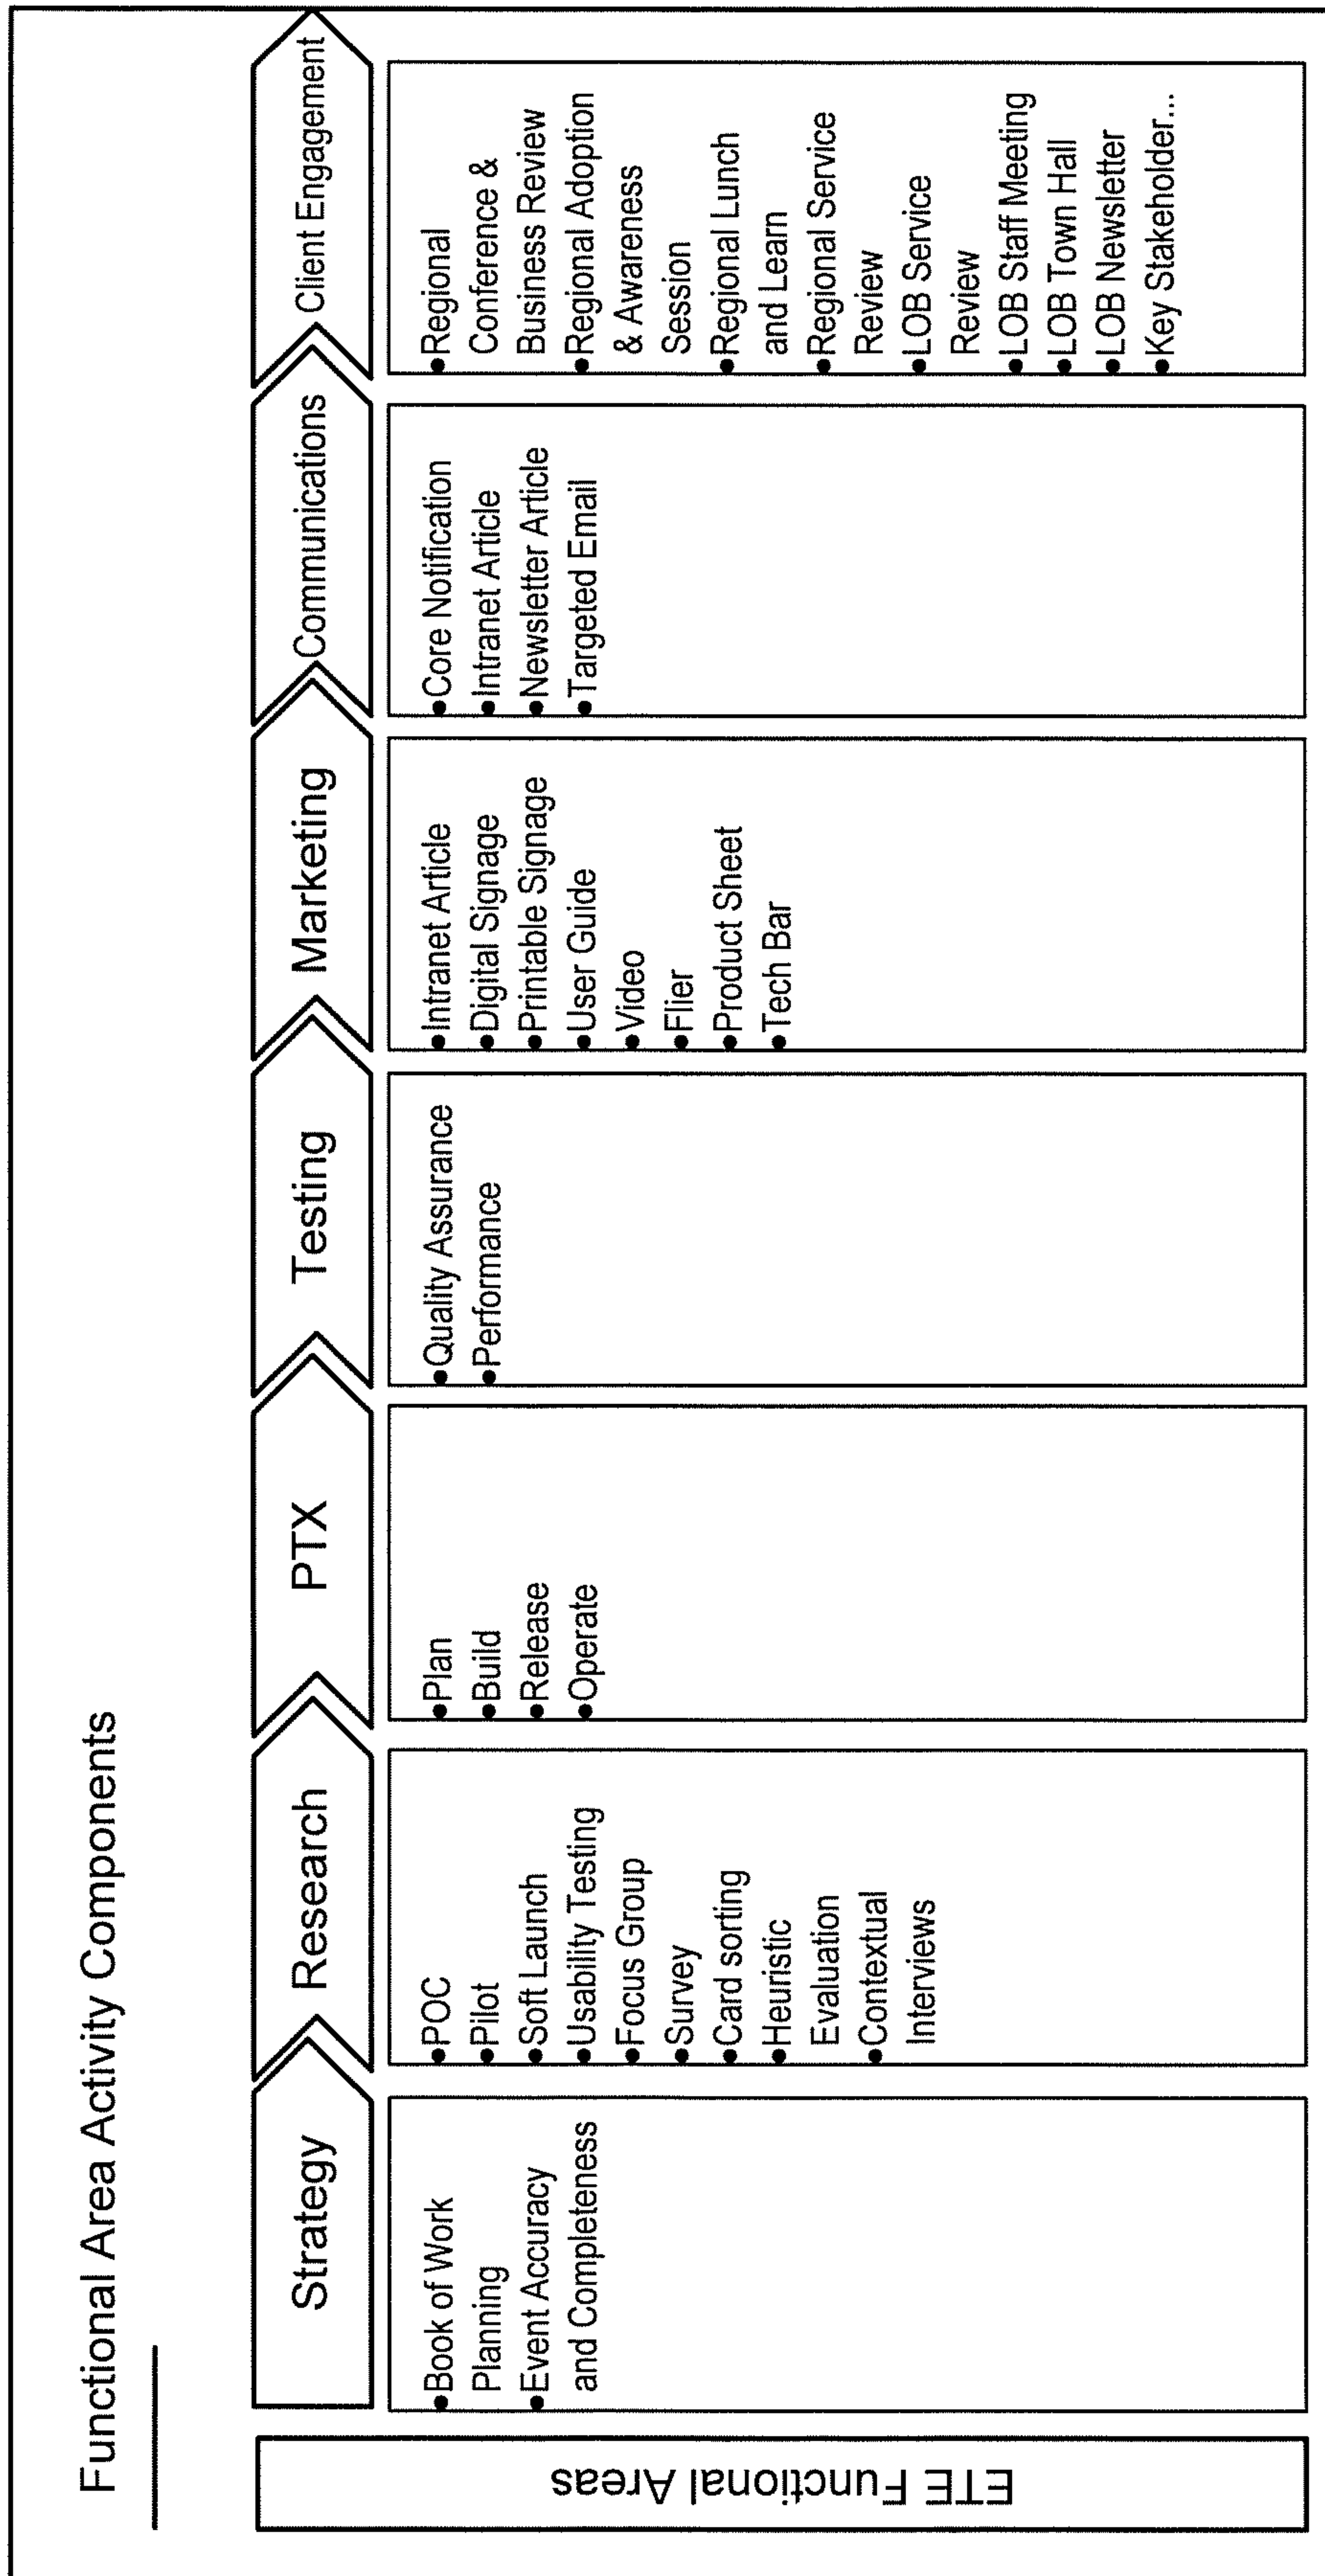 Functional Area Activity Components
ETE Functional Areas
Strategy
•Book of Work
Planning
•Event Accuracy
and Completeness
Research
•POC
•Pilot
•Soft Launch
•Usability Testing
•Focus Group
•Survey
•Card sorting
•Heuristic
Evaluation
•Contextual
Interviews
PTX
•Plan
•Build
•Release
•Operate
Testing
•Quality Assurance
•Performance
Marketing
•Intranet Article
•Digital Signage
•Printable Signage
•User Guide
•Video
•Flier
•Product Sheet
•Tech Bar
Communications
•Core Notification
•Intranet Article
•Newsletter Article
•Targeted Email
Client Engagement
•Regional
Conference &
Business Review
•Regional Adoption
& Awareness
Session
•Regional Lunch
and Learn
•Regional Service
Review
•LOB Service
Review
•LOB Staff Meeting
•LOB Town Hall
•LOB Newsletter
•Key Stakeholder...